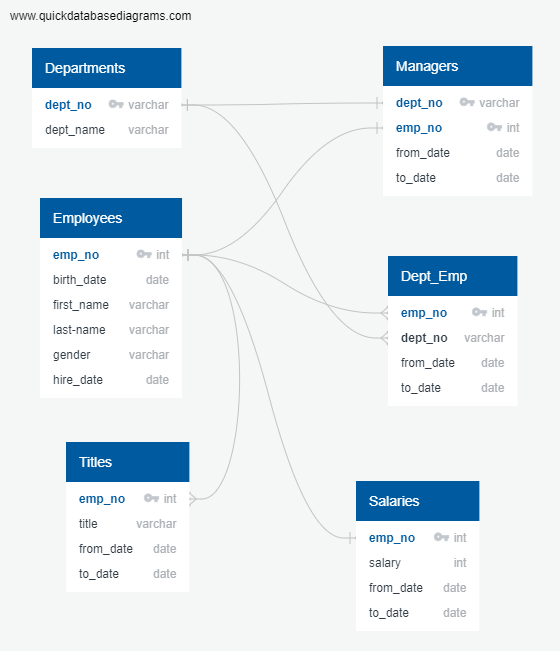 www.quickdatabasediagrams.com
Departments
dept_no varchar
dept_name varchar
Managers
dept_no varchar
emp_no int
from_date date
to_date date
Employees
emp_no int
birth_date date
first_name varchar
last-name varchar
gender varchar
hire_date date
Dept_Emp
emp_no int
dept_no varchar
from_date date
to_date date
Titles
emp_no int
title varchar
from_date date
to_date date
Salaries
emp_no int
salary int
from_date date
to_date date